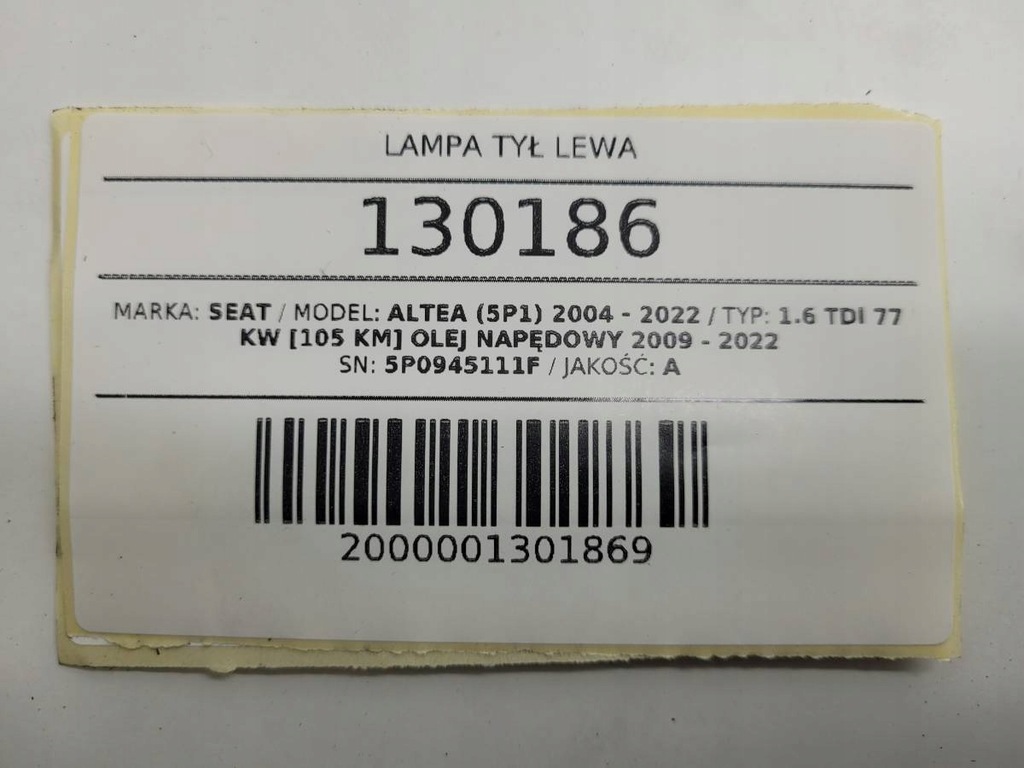 LAMPA TYŁ LEWA
130186
MARKA: SEAT / MODEL: ALTEA (5P1) 2004 - 2022 / TYP: 1.6 TDI 77
KW [105 KM] OLEJ NAPĘDOWY 2009 - 2022
SN: 5P0945111F / JAKOŚĆ: A
2000001301869